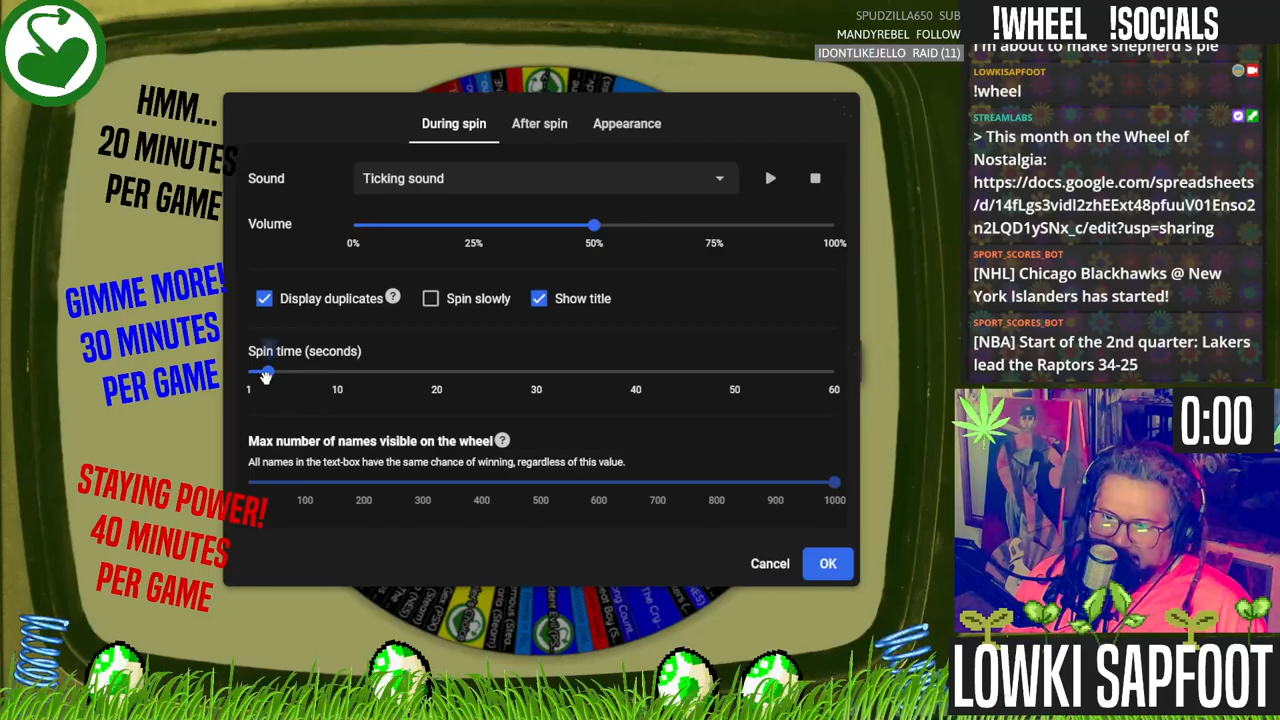 SPUDZILLA650 SUB
MANDYREBEL FOLLOW
IDONTLIKEJELLO RAID (11)
!WHEEL !SOCIALS
HMM...
20 MINUTES
PER GAME
GIMME MORE!
30 MINUTES
PER GAME
STAYING POWER!
40 MINUTES
PER GAME
During spin After spin Appearance
Sound Ticking sound
Volume
0% 25% 50% 75% 100%
Display duplicates ? Spin slowly Show title
Spin time (seconds)
1 10 20 30 40 50 60
Max number of names visible on the wheel ?
All names in the text-box have the same chance of winning, regardless of this value.
100 200 300 400 500 600 700 800 900 1000
Cancel OK
I'm about to make shepherd's pie
LOWKISAPFOOT
!wheel
STREAMLABS
> This month on the Wheel of
Nostalgia:
https://docs.google.com/spreadsheets
/d/14fLgs3vidl2zhEExt48pfuuV01Enso2
n2LQD1ySNx_c/edit?usp=sharing
SPORT_SCORES_BOT
[NHL] Chicago Blackhawks @ New
York Islanders has started!
SPORT_SCORES_BOT
[NBA] Start of the 2nd quarter: Lakers
lead the Raptors 34-25
0:00
LOWKI SAPFOOT